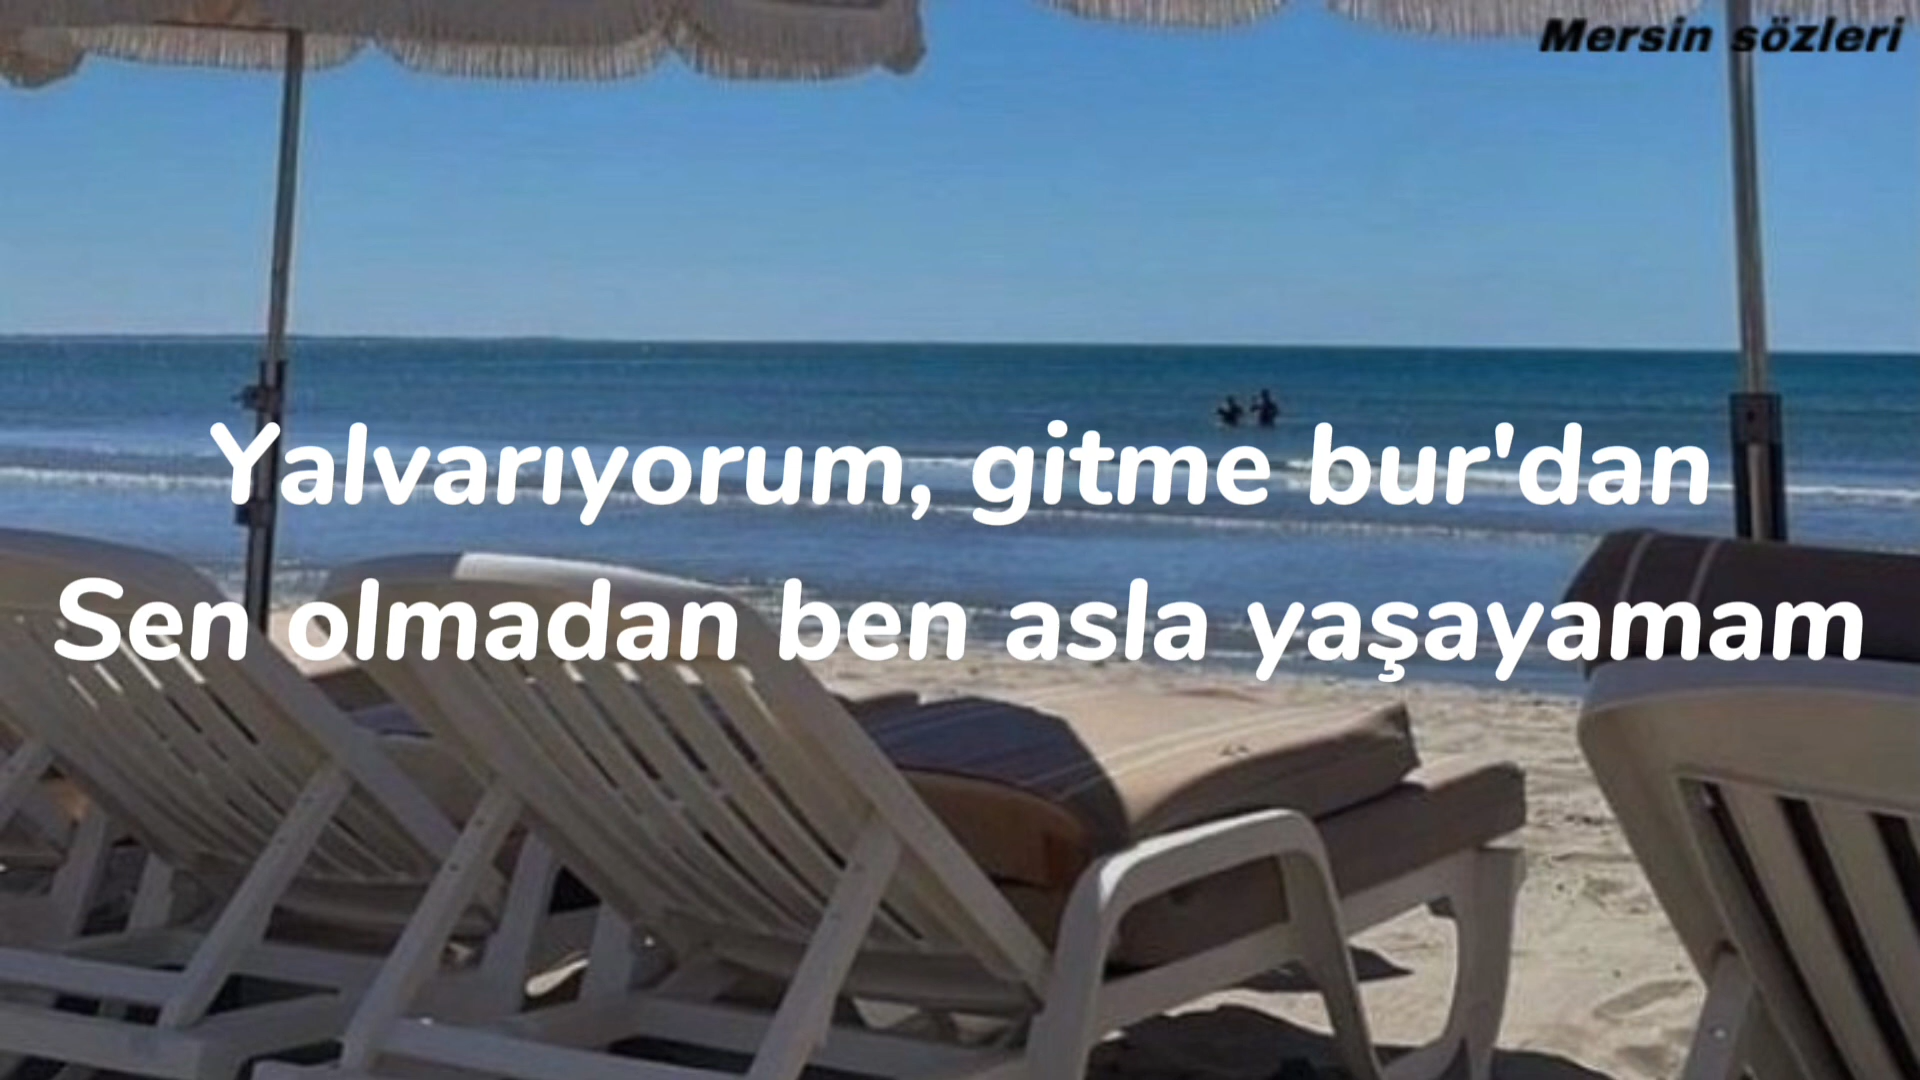 Mersin sözleri
Yalvarıyorum, gitme bur'dan
Sen olmadan ben asla yaşayamam